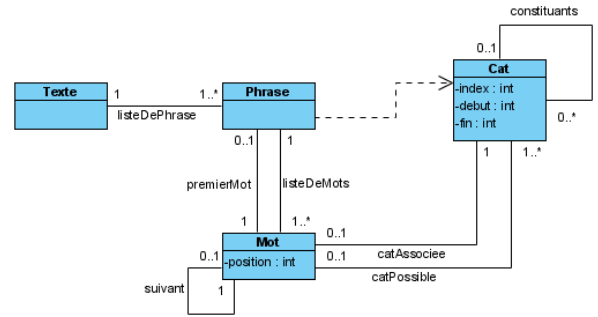 constituants
0..1
Cat
-index : int
-debut : int
-fin : int
0..*
Texte
1
1..*
Phrase
listeDePhrase
0..1
1
1
1..*
premierMot
listeDeMots
1
1..*
0..1
Mot
0..1
catAssociee
-position : int
0..1
catPossible
suivant
1